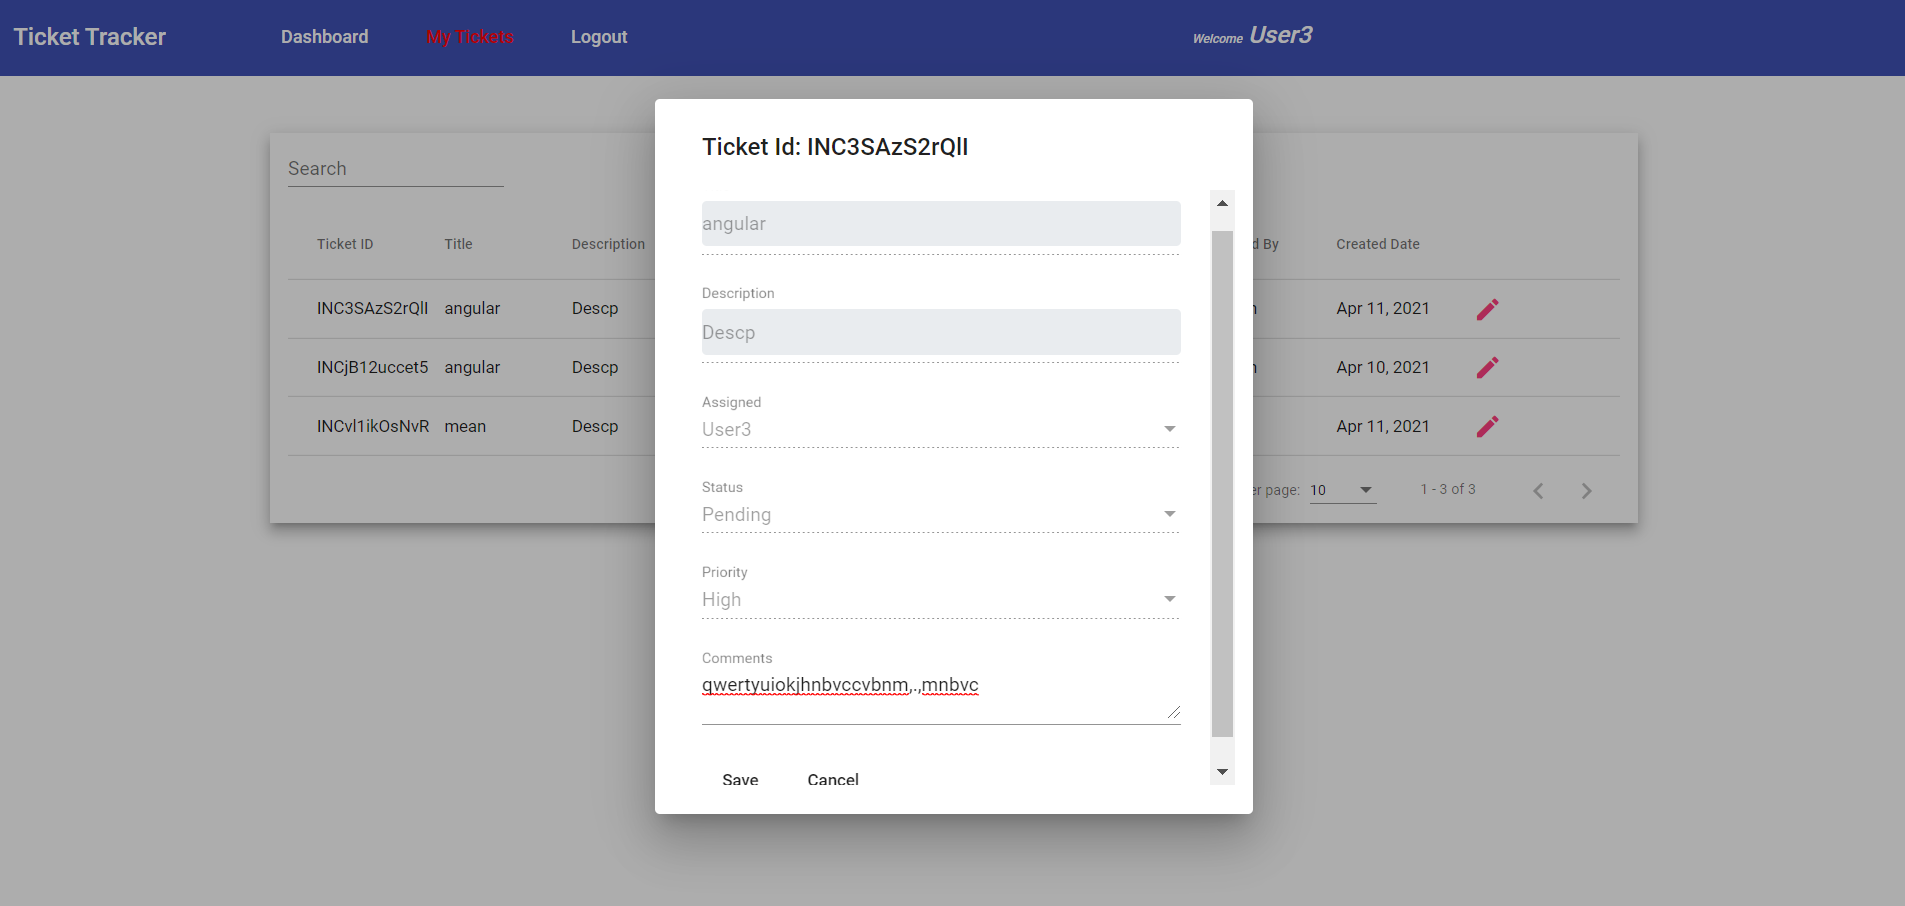 Ticket Tracker Dashboard My Tickets Logout Welcome User3
Ticket Id: INC3SAzS2rQlI
angular
Description
Descp
Assigned
User3
Status
Pending
Priority
High
Comments
qwertyuiokjhnbvccvbnm,.,mnbvc
Save Cancel
Search
Ticket ID Title Description d By Created Date
INC3SAzS2rQlI angular Descp Apr 11, 2021
INCjB12uccet5 angular Descp Apr 10, 2021
INCvl1ikOsNvR mean Descp Apr 11, 2021
er page: 10 1 - 3 of 3